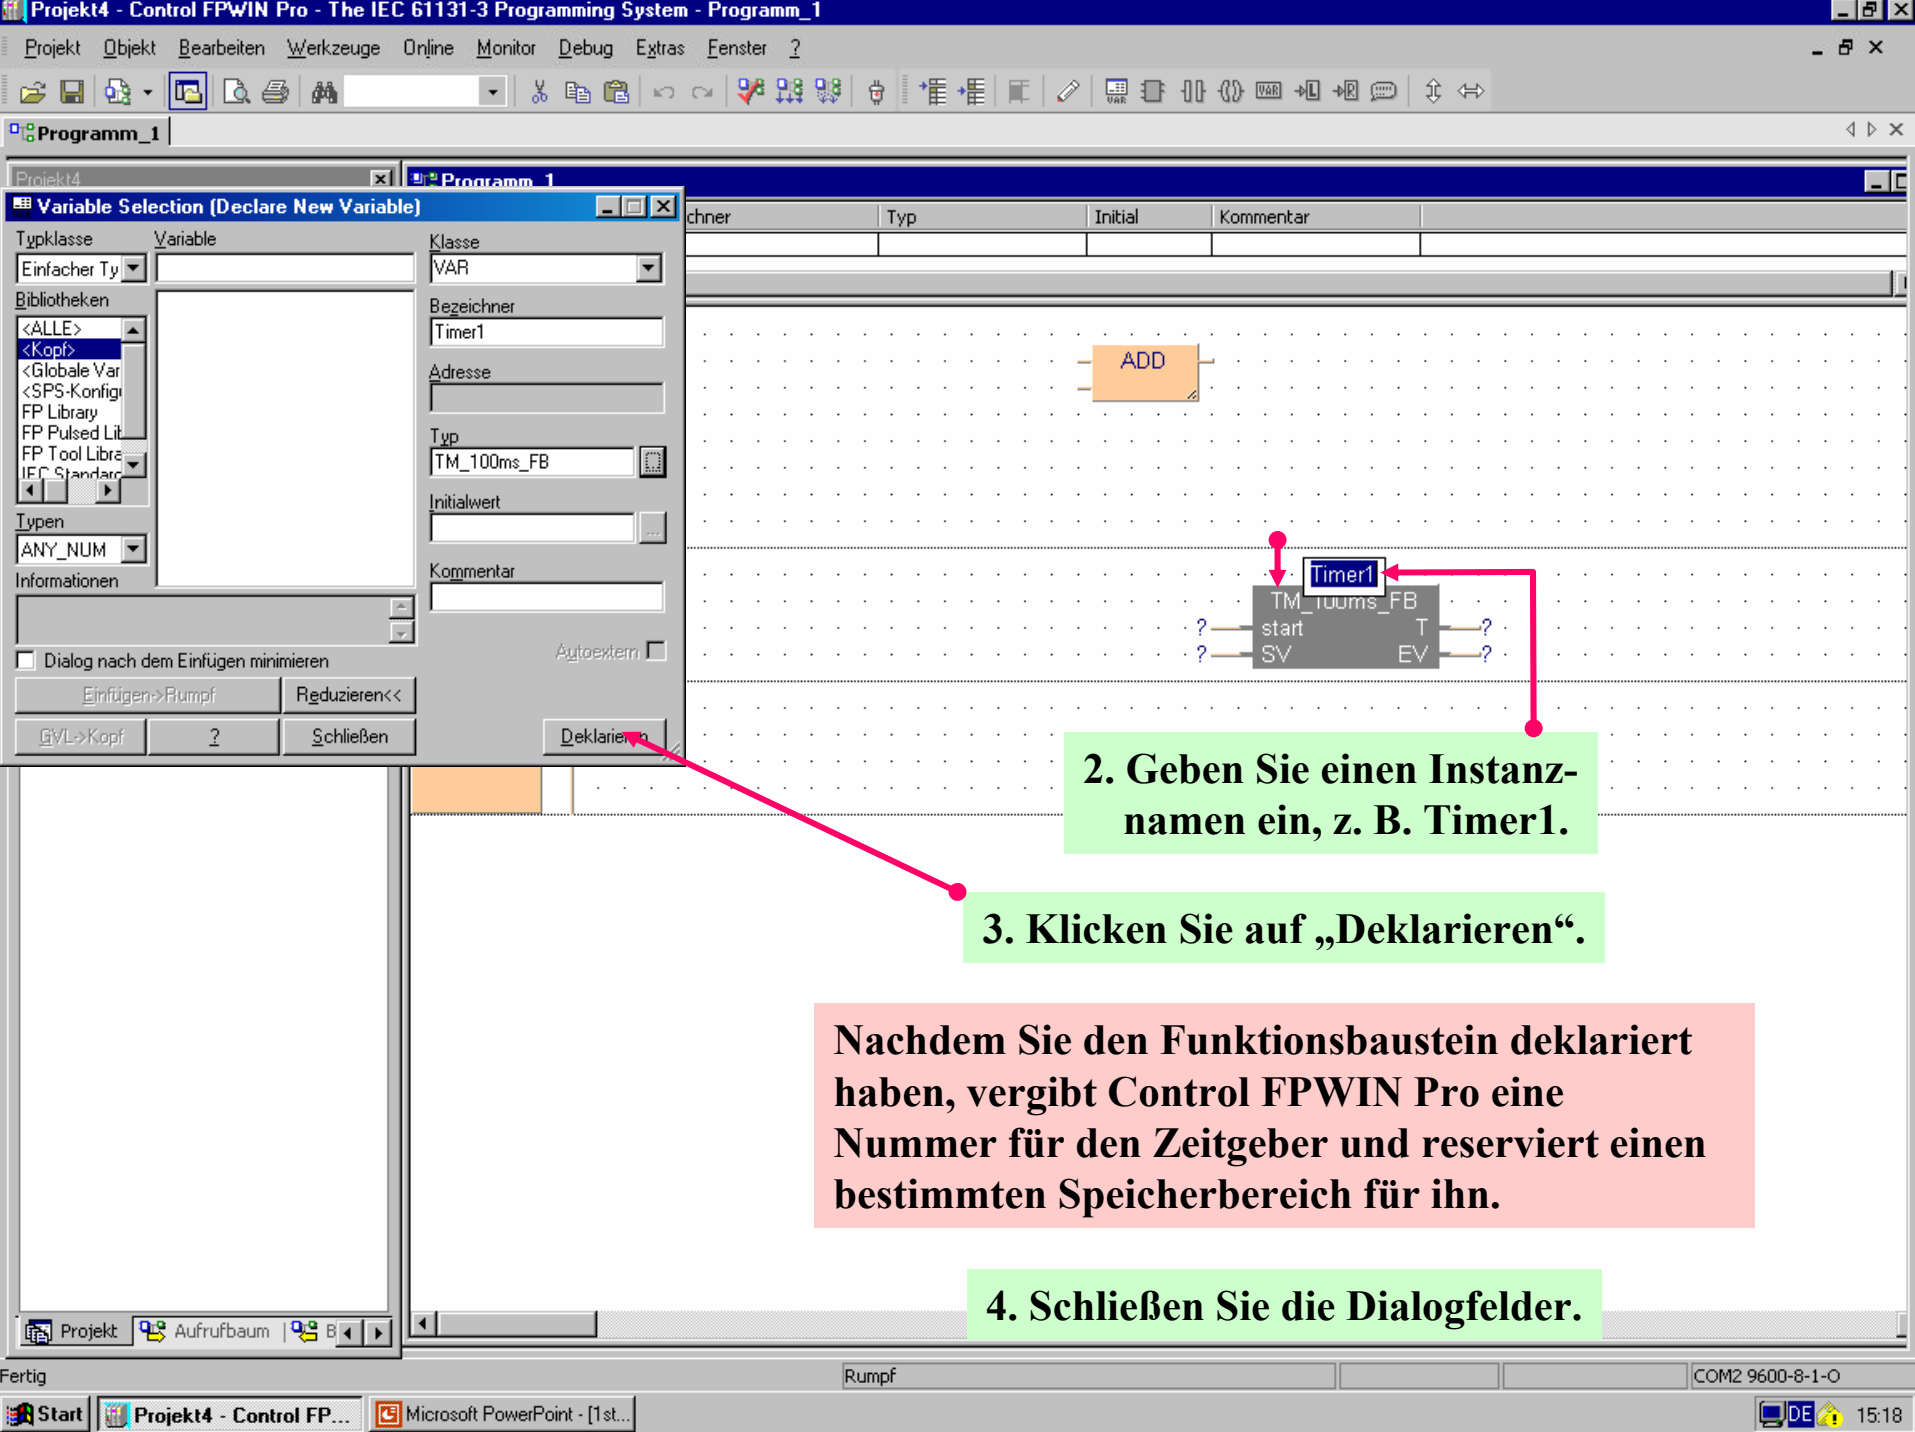 Projekt4 - Control FPWIN Pro - The IEC 61131-3 Programming System - Programm_1
Projekt Objekt Bearbeiten Werkzeuge Online Monitor Debug Extras Fenster ?
Programm_1
Projekt4
Programm_1
Variable Selection (Declare New Variable)
chner Typ Initial Kommentar
Typklasse Variable Klasse
Einfacher Ty VAR
Bibliotheken Bezeichner
<ALLE> Timer1
<Kopf>
<Globale Var Adresse
<SPS-Konfigu
FP Library
FP Pulsed Lib Typ
FP Tool Libra TM_100ms_FB
IEC Standard
Initialwert
...
Typen
ANY_NUM
Informationen Kommentar
Autoextern
Dialog nach dem Einfügen minimieren
Einfügen->Rumpf Reduzieren<<
GVL->Kopf ? Schließen Deklarieren
ADD
Timer1
TM_100ms_FB
? start T ?
? SV EV ?
2. Geben Sie einen Instanz-
namen ein, z. B. Timer1.
3. Klicken Sie auf „Deklarieren“.
Nachdem Sie den Funktionsbaustein deklariert
haben, vergibt Control FPWIN Pro eine
Nummer für den Zeitgeber und reserviert einen
bestimmten Speicherbereich für ihn.
4. Schließen Sie die Dialogfelder.
Projekt Aufrufbaum B
Fertig Rumpf COM2 9600-8-1-O
Start Projekt4 - Control FP... Microsoft PowerPoint - [1st... DE 15:18